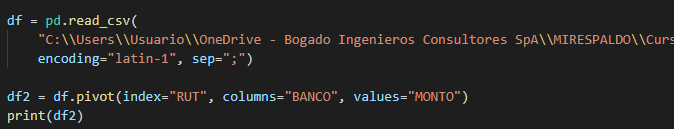 df = pd.read_csv(
"C:\\Users\\Usuario\\OneDrive - Bogado Ingenieros Consultores SpA\\MIRESPALDO\\Curs
encoding="latin-1", sep=";")
df2 = df.pivot(index="RUT", columns="BANCO", values="MONTO")
print(df2)